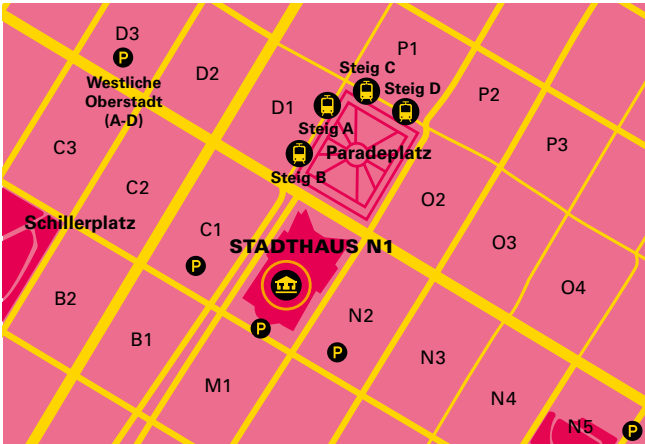 D3
P
Westliche
Oberstadt
(A-D)
D2
P1
Steig C
Steig D
P2
D1
Steig A
Paradeplatz
Steig B
P3
C3
C2
O2
Schillerplatz
C1
STADTHAUS N1
O3
P
O4
B2
N2
P
B1
P
N3
M1
N4
N5
P